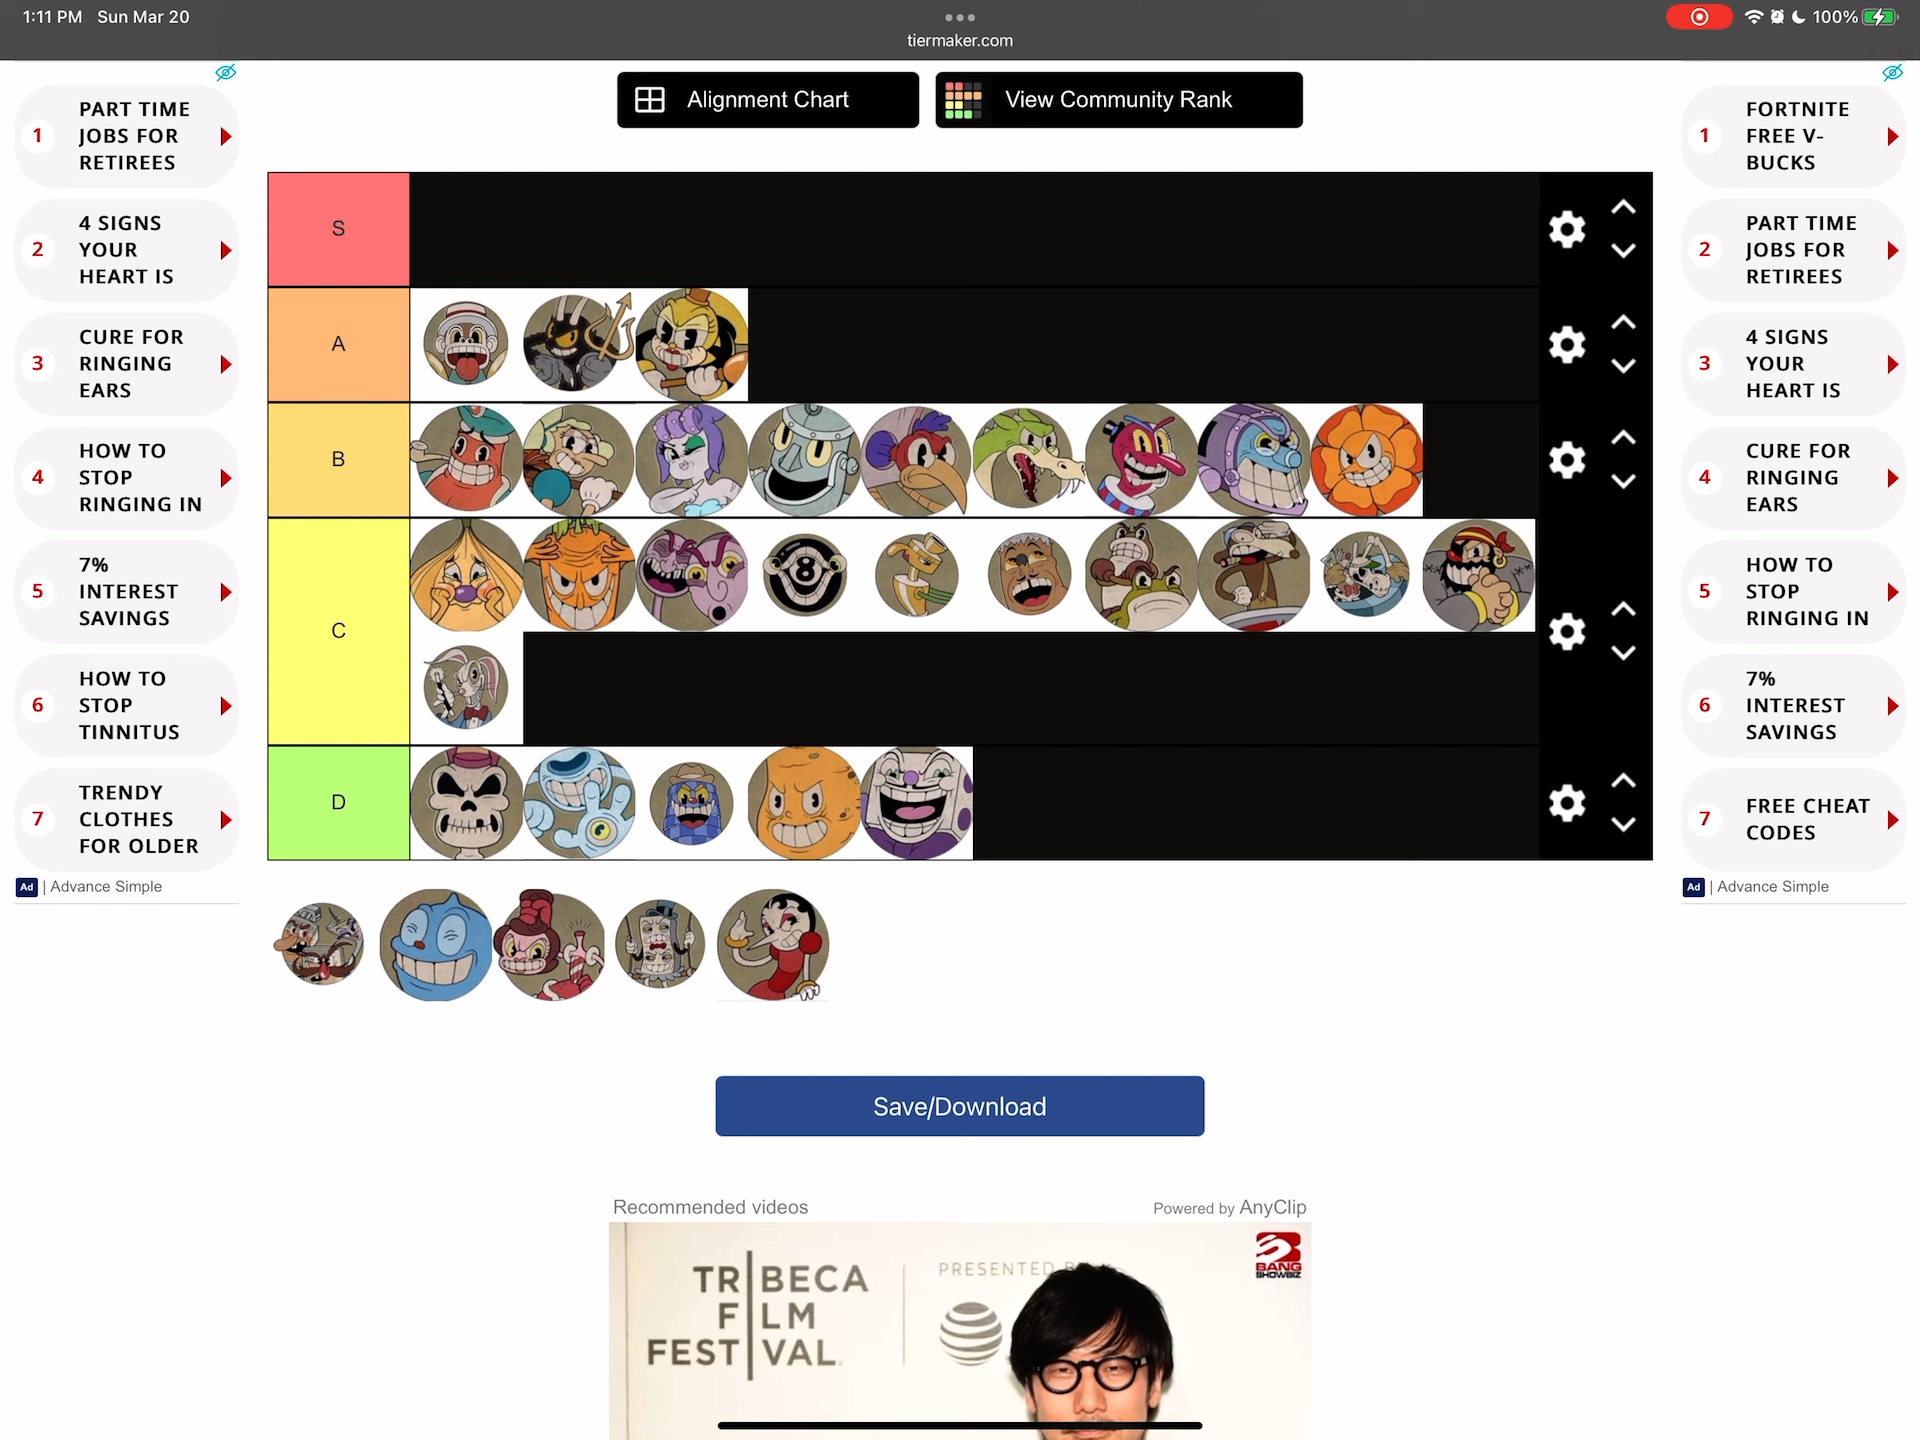 1:11 PM Sun Mar 20
100%
tiermaker.com
Alignment Chart
View Community Rank
1
PART TIME
JOBS FOR
RETIREES
2
4 SIGNS
YOUR
HEART IS
3
CURE FOR
RINGING
EARS
4
HOW TO
STOP
RINGING IN
5
7%
INTEREST
SAVINGS
6
HOW TO
STOP
TINNITUS
7
TRENDY
CLOTHES
FOR OLDER
Ad | Advance Simple
S
A
B
C
8
D
1
FORTNITE
FREE V-
BUCKS
2
PART TIME
JOBS FOR
RETIREES
3
4 SIGNS
YOUR
HEART IS
4
CURE FOR
RINGING
EARS
5
HOW TO
STOP
RINGING IN
6
7%
INTEREST
SAVINGS
7
FREE CHEAT
CODES
Ad | Advance Simple
Save/Download
Recommended videos
Powered by AnyClip
TRIBECA
FILM
FESTIVAL
PRESENTED
BANG
SHOWBIZ